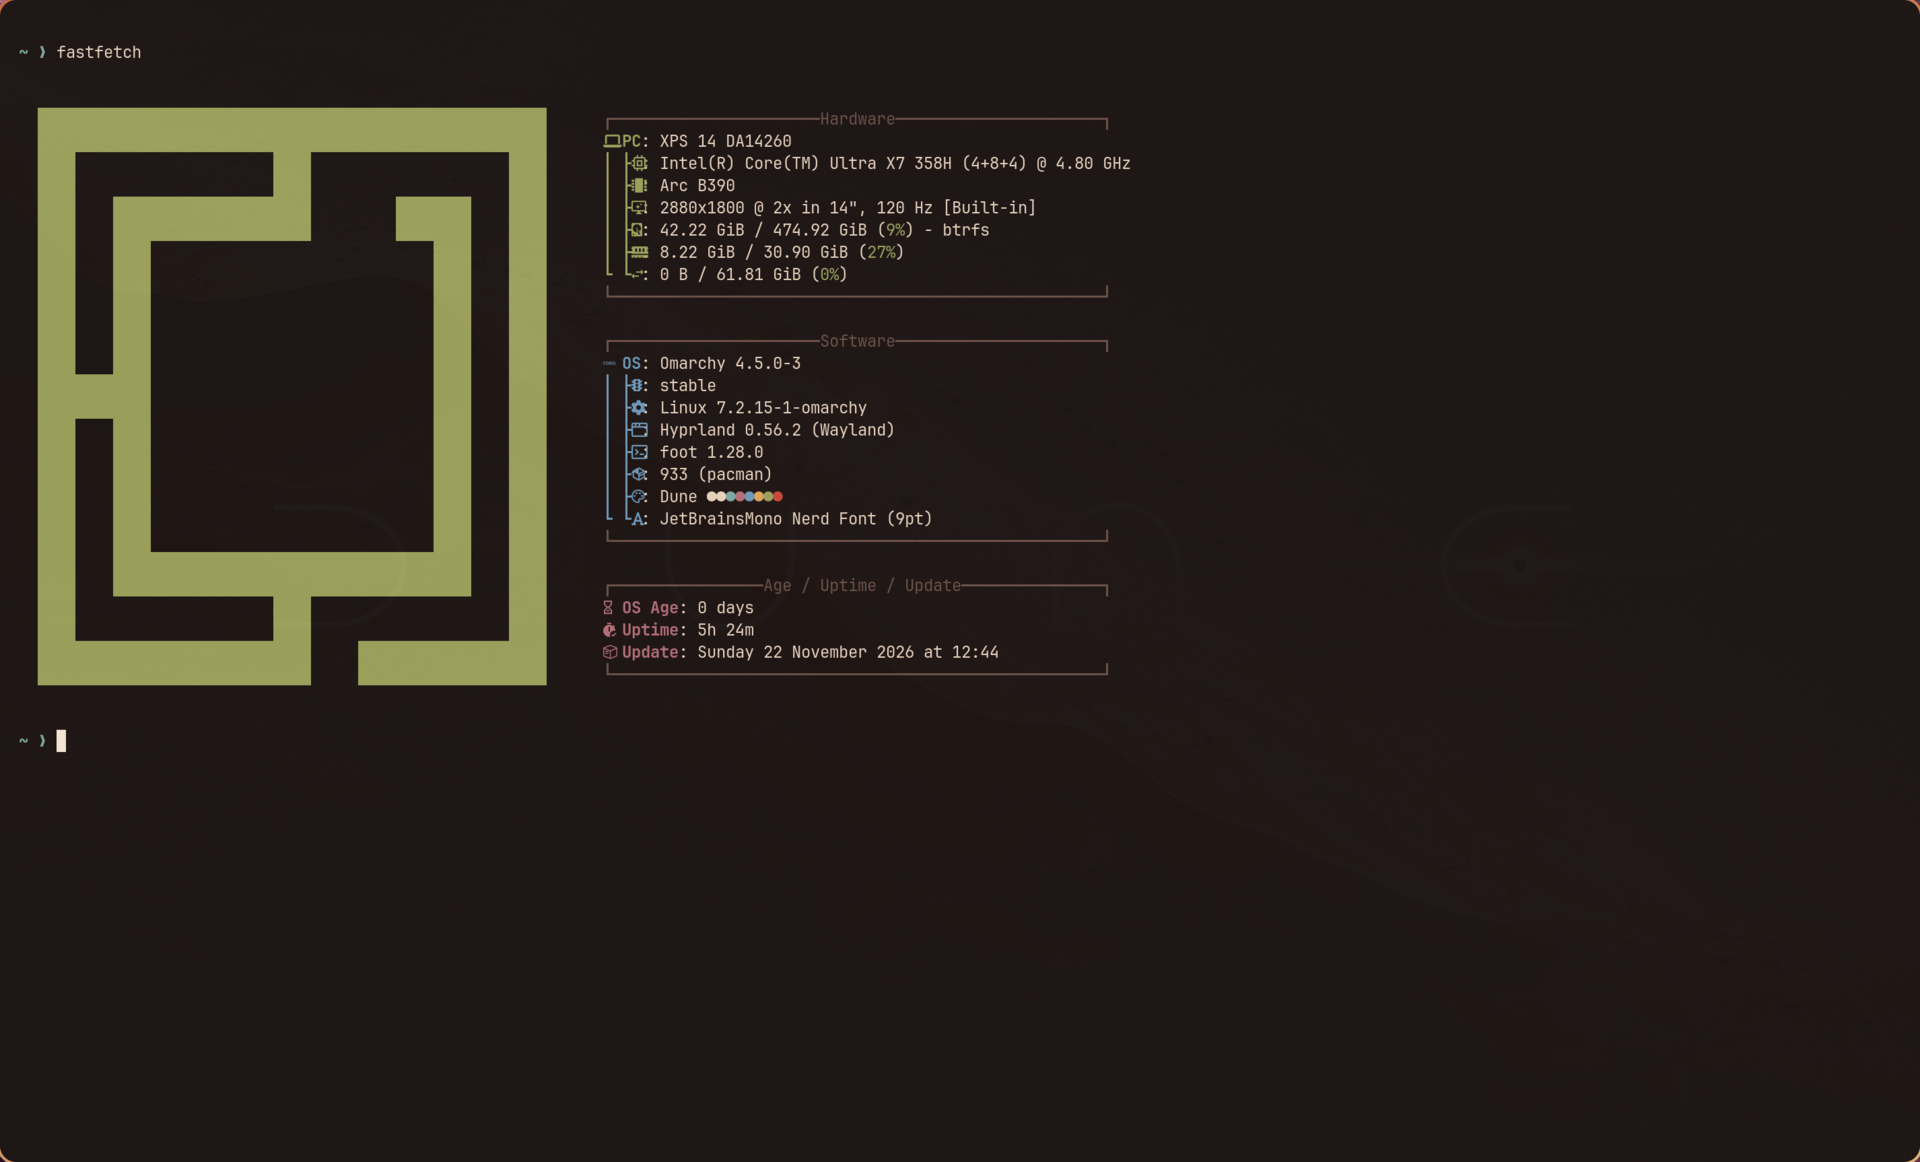 ~ ❯ fastfetch
Hardware
PC: XPS 14 DA14260
: Intel(R) Core(TM) Ultra X7 358H (4+8+4) @ 4.80 GHz
Arc B390
: 2880x1800 @ 2x in 14", 120 Hz [Built-in]
: 42.22 GiB / 474.92 GiB (9%) - btrfs
8.22 GiB / 30.90 GiB (27%)
: 0 B / 61.81 GiB (0%)
Software
OS: Omarchy 4.5.0-3
: stable
: Linux 7.2.15-1-omarchy
: Hyprland 0.56.2 (Wayland)
: foot 1.28.0
: 933 (pacman)
: Dune
: JetBrainsMono Nerd Font (9pt)
Age / Uptime / Update
OS Age: 0 days
Uptime: 5h 24m
Update: Sunday 22 November 2026 at 12:44
~ ❯